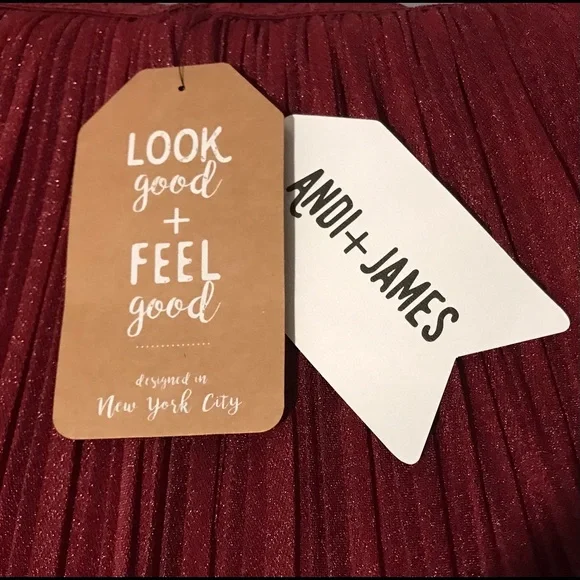 LOOK
good
+
FEEL
good
designed in
New York City
ANDI + JAMES